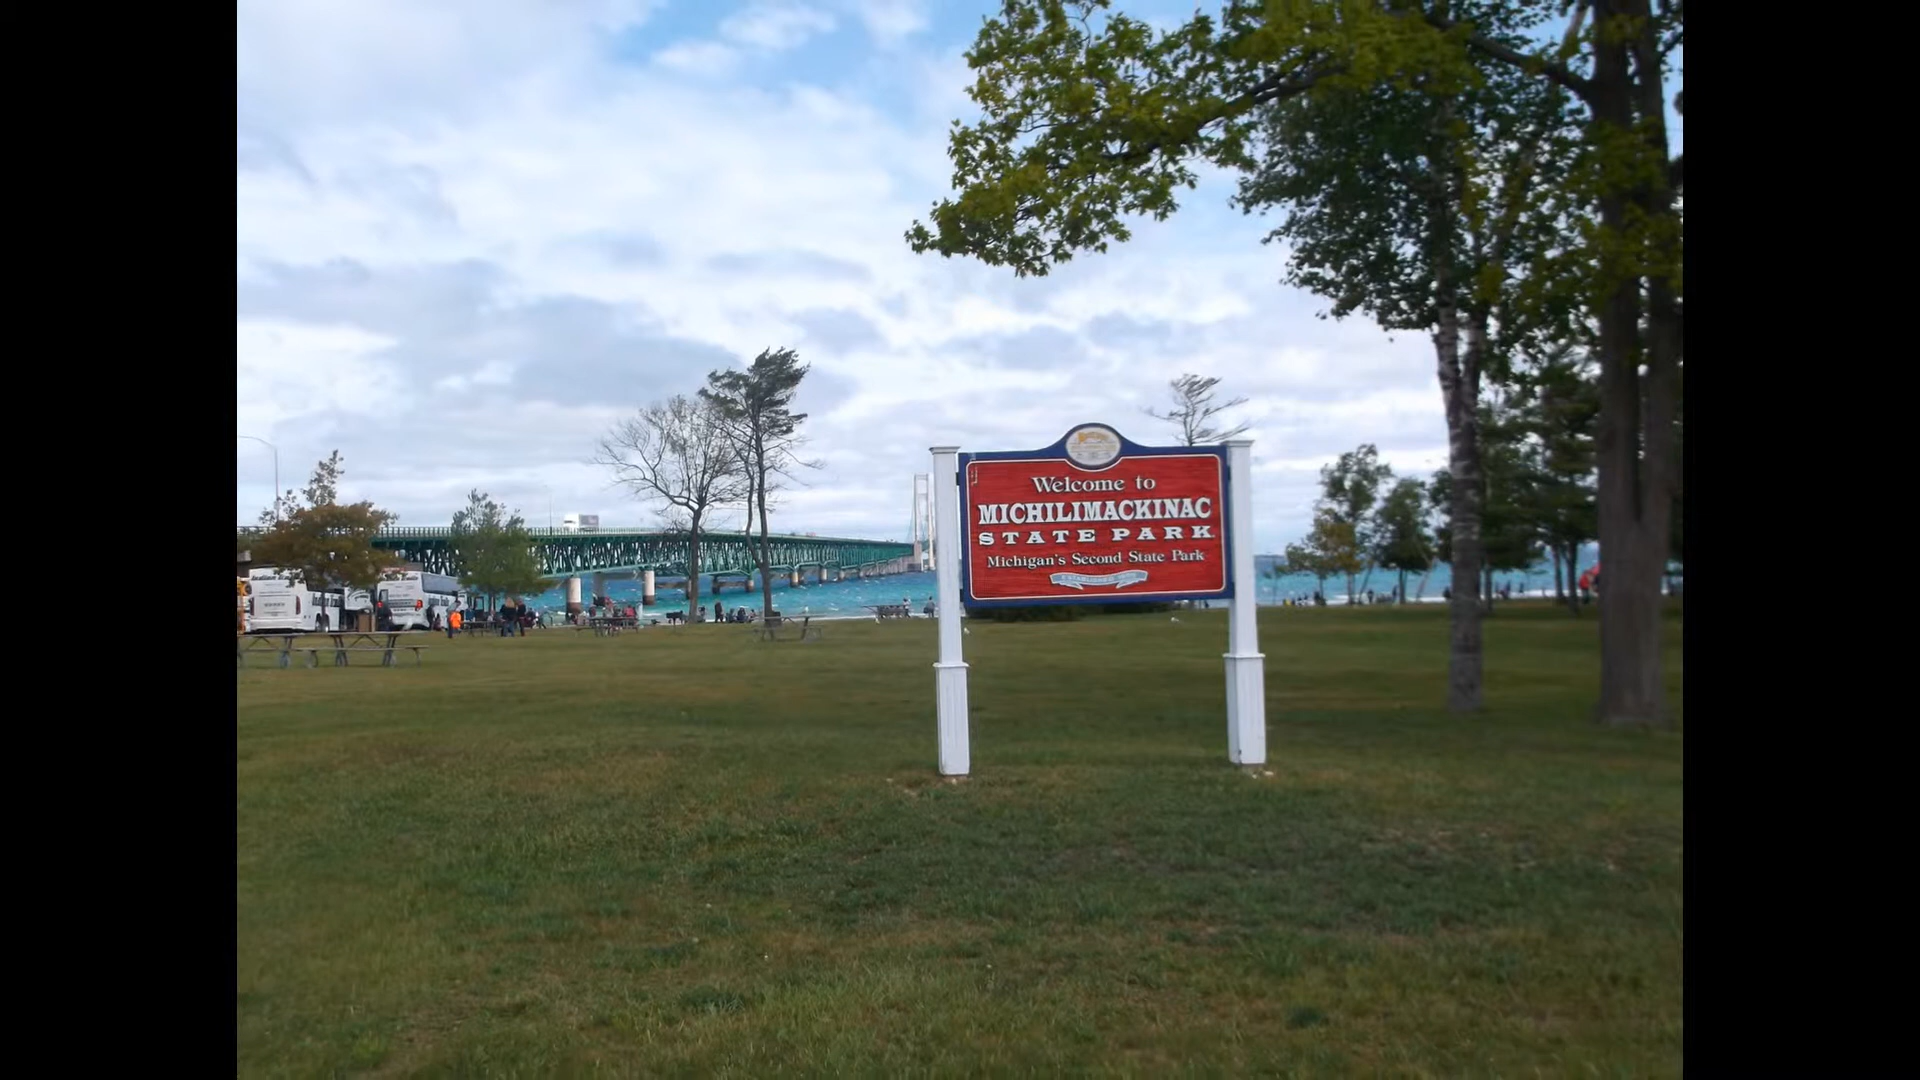 Welcome to
MICHILIMACKINAC
STATE PARK
Michigan's Second State Park